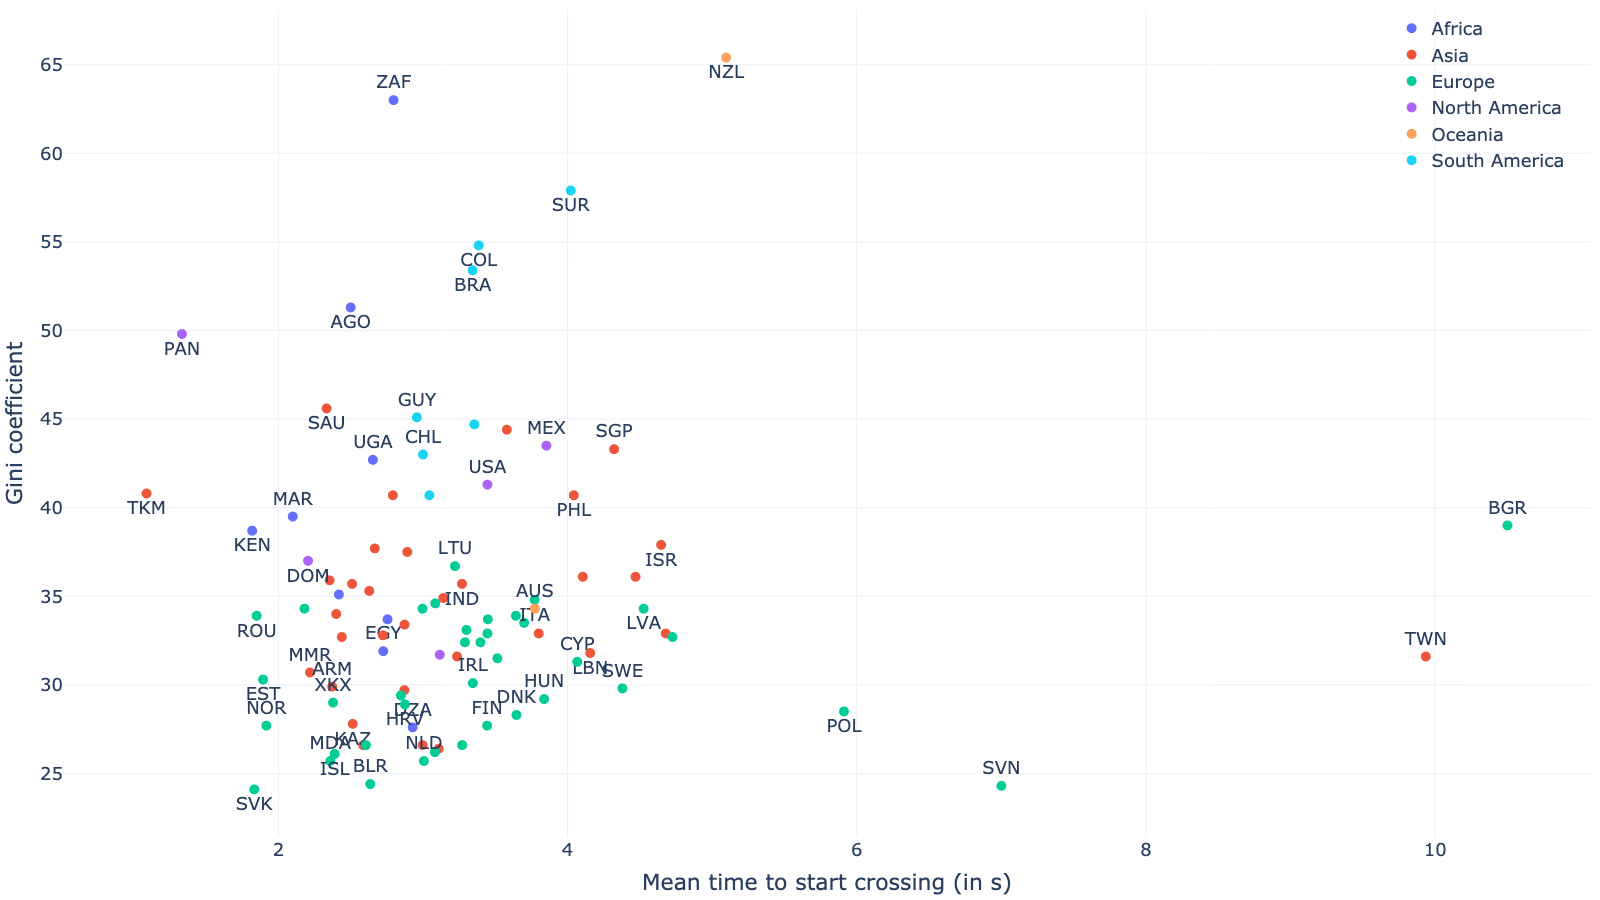 Africa
Asia
Europe
North America
Oceania
South America
65
60
55
50
45
40
35
30
25
Gini coefficient
NZL
ZAF
SUR
COL
BRA
AGO
PAN
GUY
SAU
MEX
SGP
CHL
UGA
USA
MAR
TKM
PHL
BGR
KEN
LTU
ISR
DOM
AUS
IND
ITA
LVA
ROU
EGY
TWN
CYP
MMR
IRL
LBN
SWE
ARM
XKX
HUN
EST
DNK
NOR
FIN
DZA
HRV
POL
KAZ
MDA
NLD
ISL
BLR
SVN
SVK
2
4
6
8
10
Mean time to start crossing (in s)